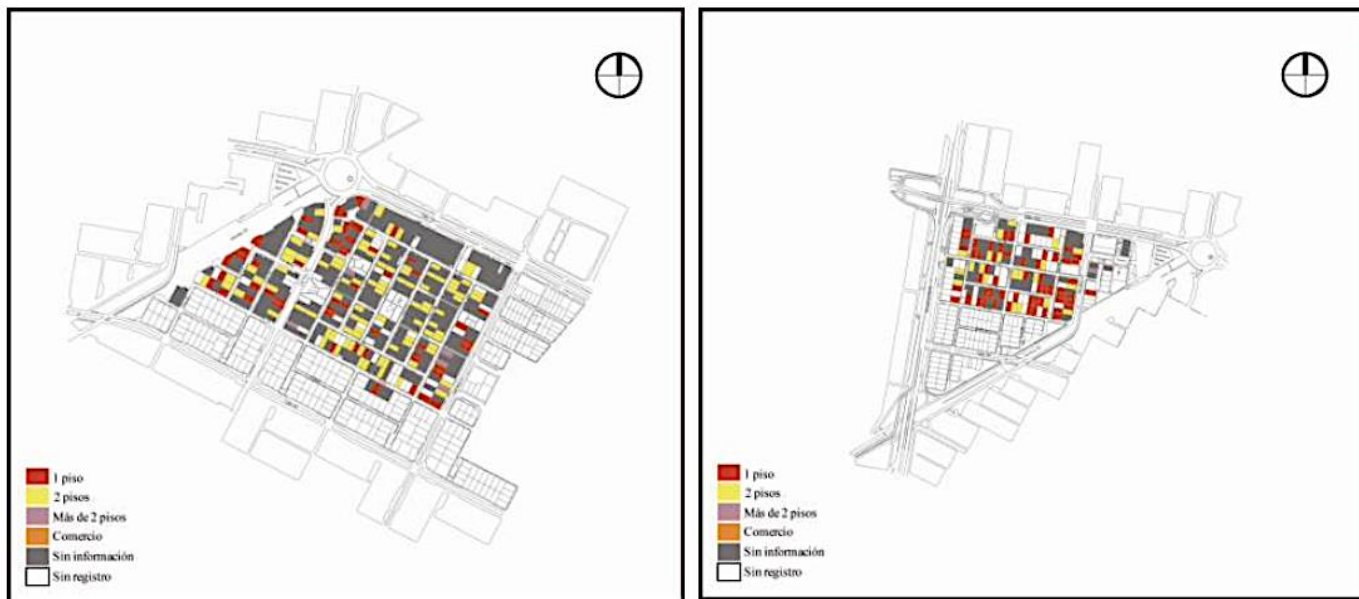 1 piso
2 pisos
Más de 2 pisos
Comercio
Sin información
Sin registro
1 piso
2 pisos
Más de 2 pisos
Comercio
Sin información
Sin registro